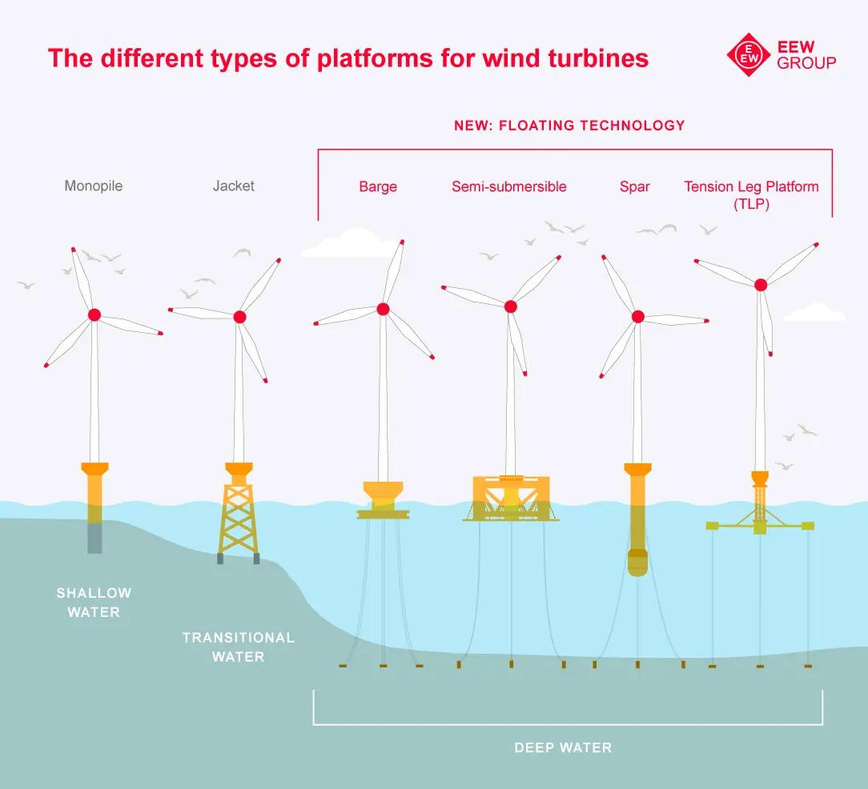 The different types of platforms for wind turbines
E
EW
EEW
GROUP
NEW: FLOATING TECHNOLOGY
Monopile
Jacket
Barge
Semi-submersible
Spar
Tension Leg Platform
(TLP)
SHALLOW
WATER
TRANSITIONAL
WATER
DEEP WATER